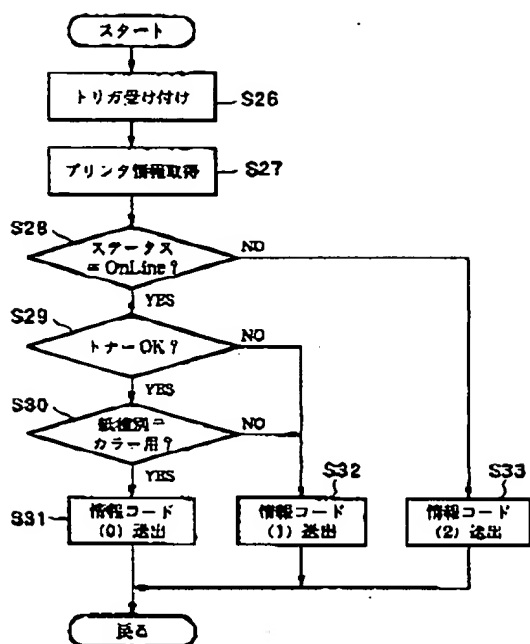 スタート
トリガ受け付け
S26
プリンタ情報取得
S27
S28
ステータス
= OnLine?
NO
YES
S29
トナーOK?
NO
YES
S30
紙種別=
カラー用?
NO
YES
S31
情報コード
(0) 送出
S32
情報コード
(1) 送出
S33
情報コード
(2) 送出
戻る